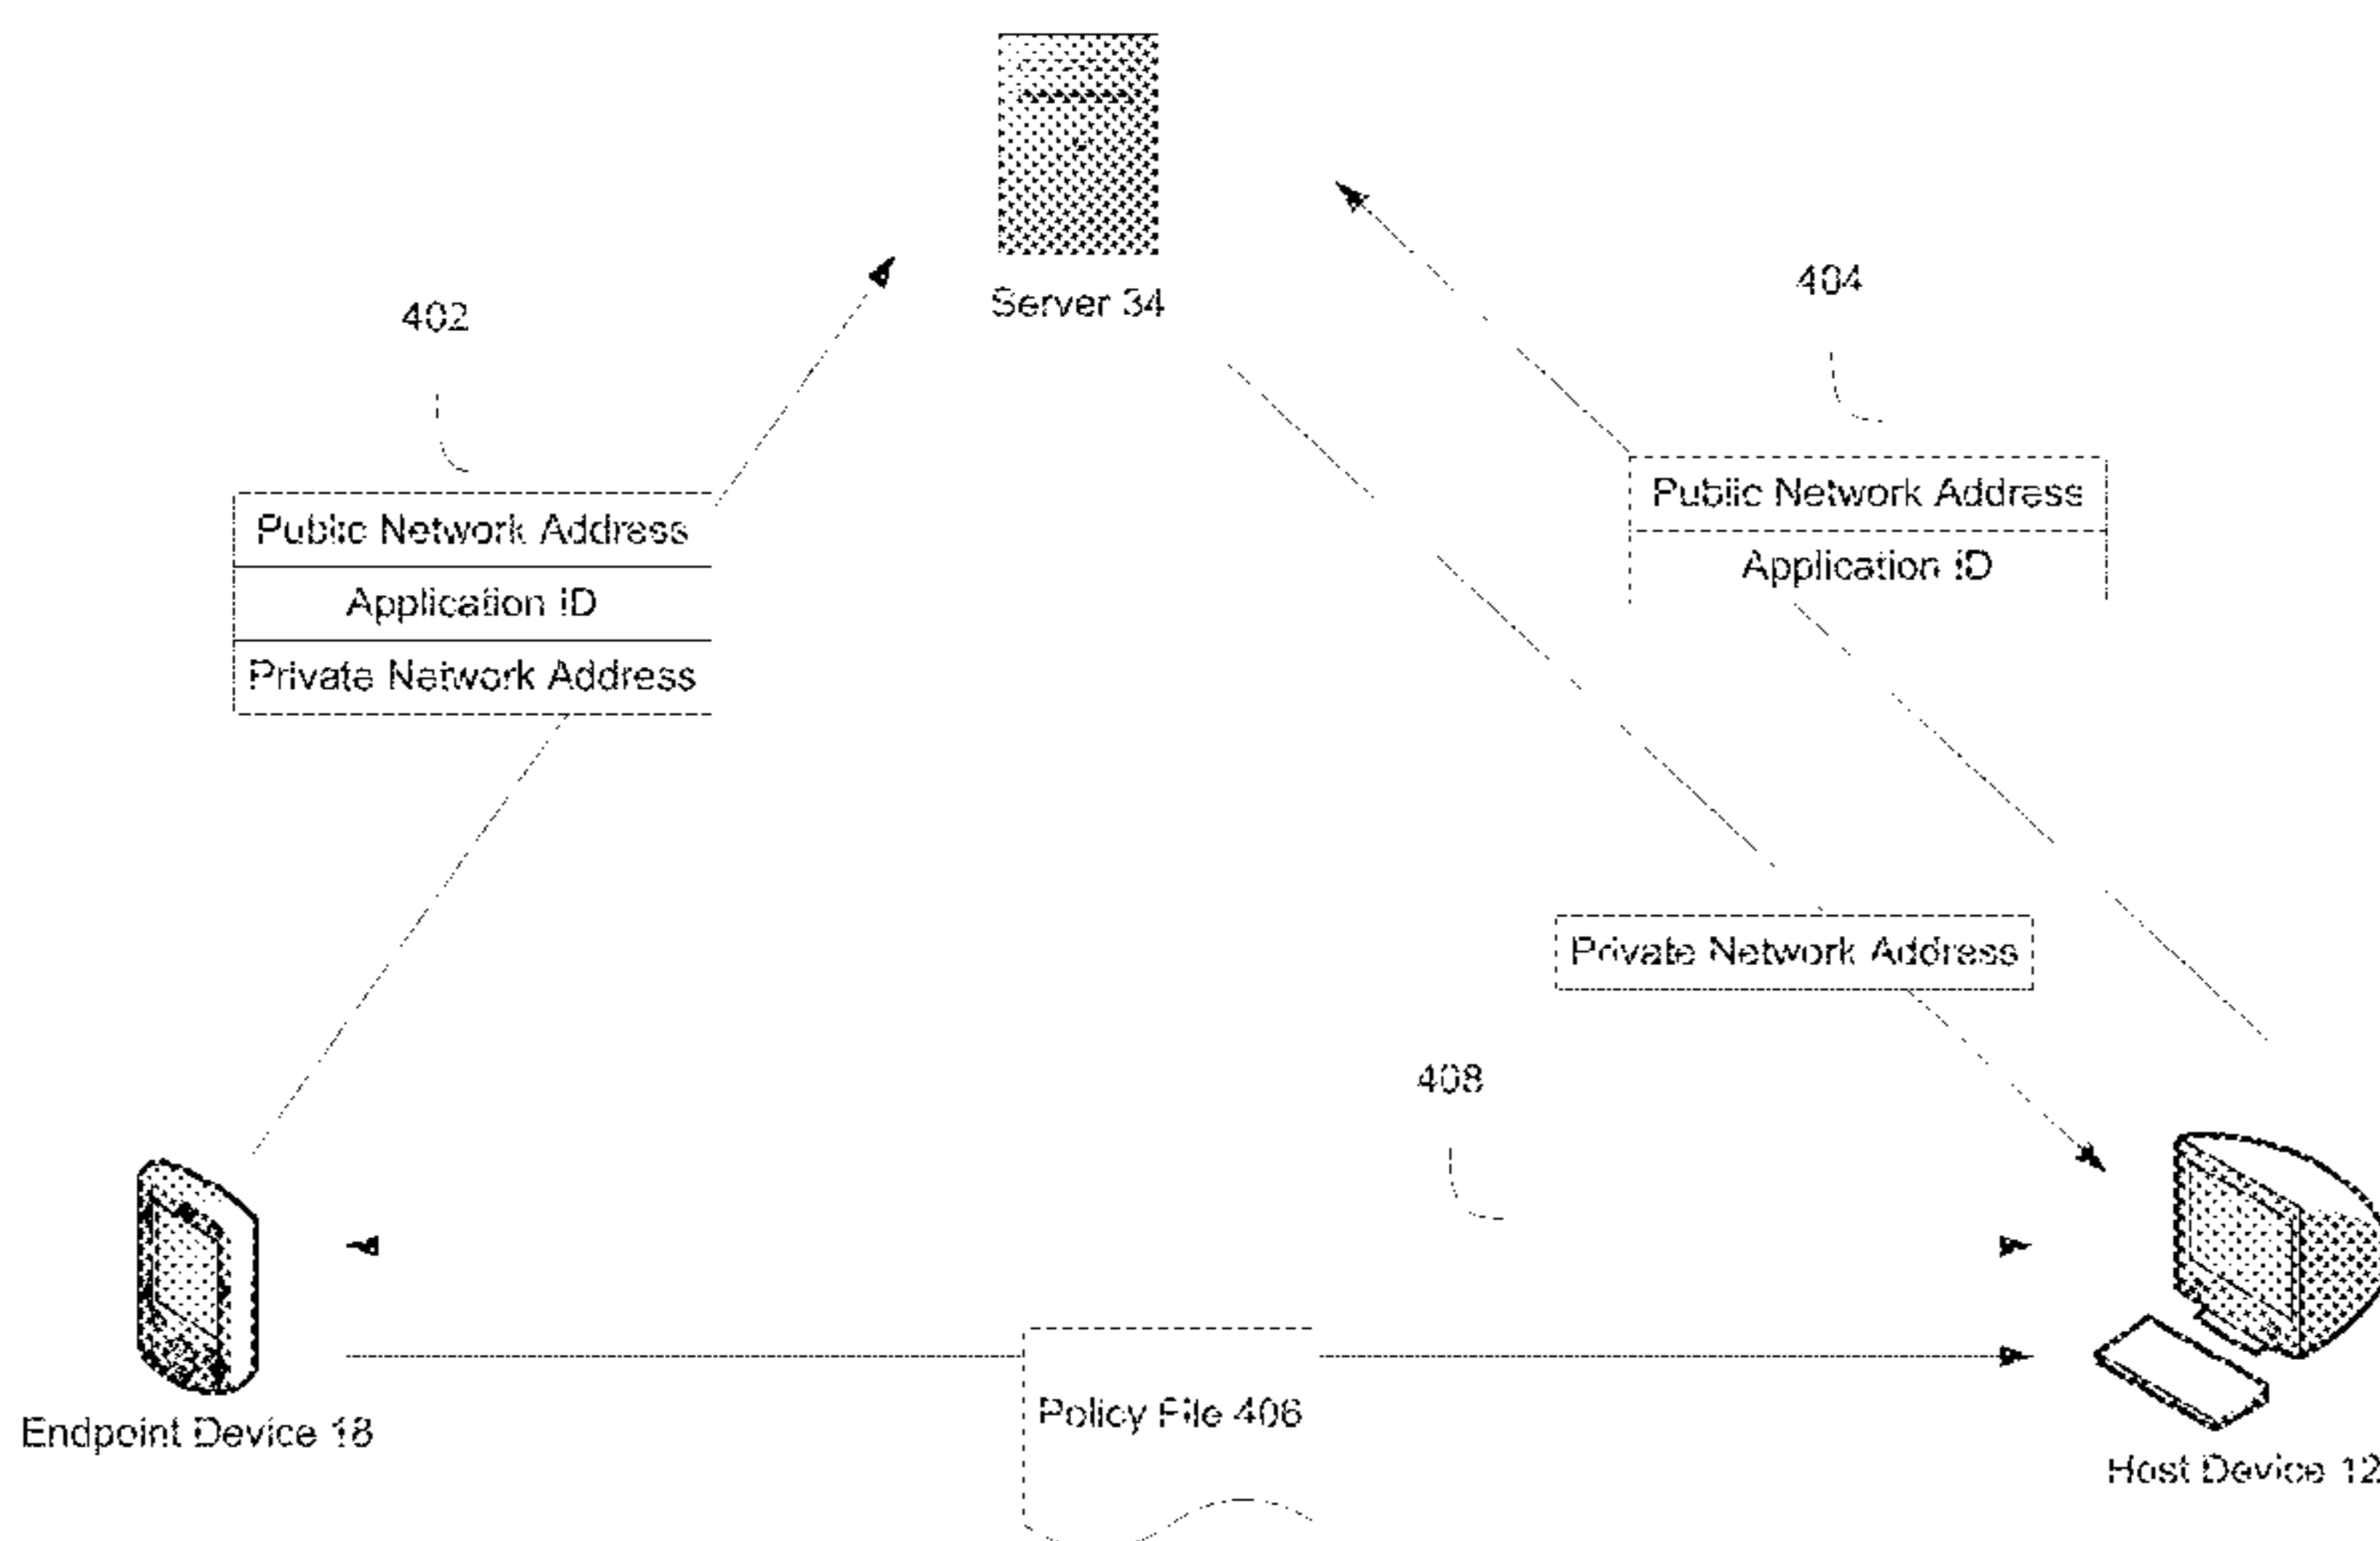 Server 34
402
404
Public Network Address
Application ID
Private Network Address
Public Network Address
Application ID
Private Network Address
408
Policy File 406
Endpoint Device 18
Host Device 12